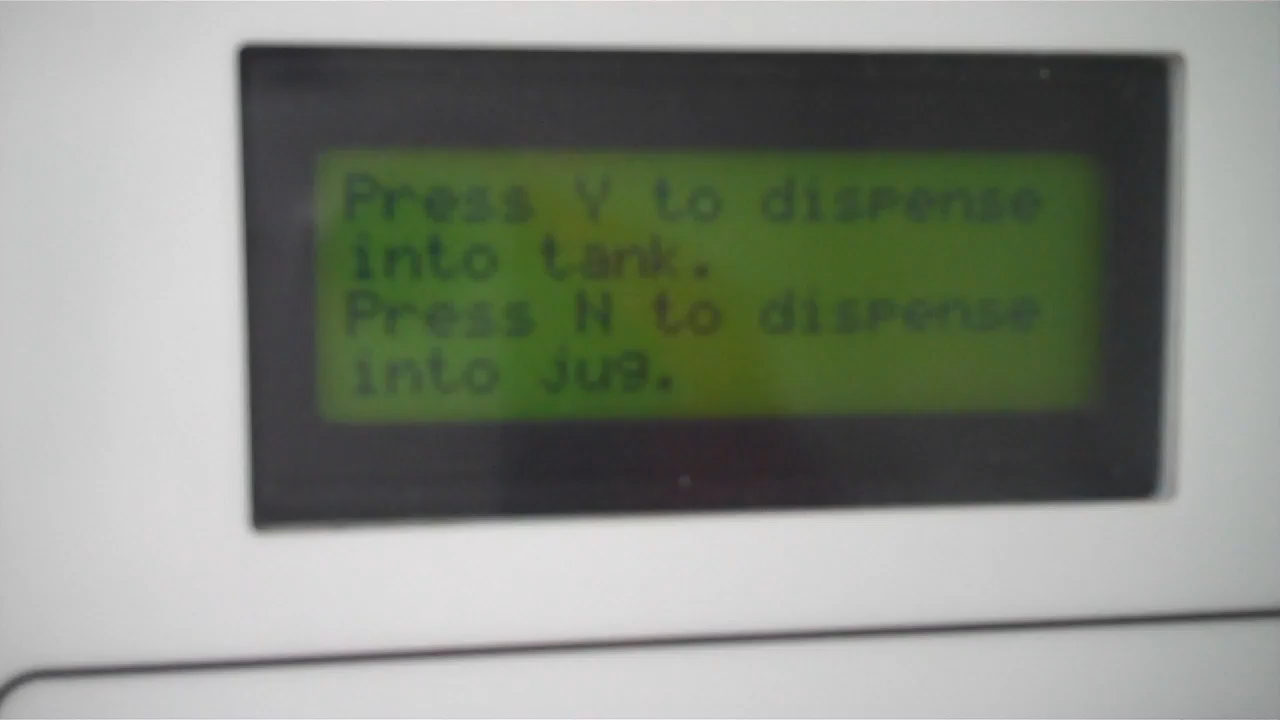 Press Y to dispense
into tank.
Press N to dispense
into jug.